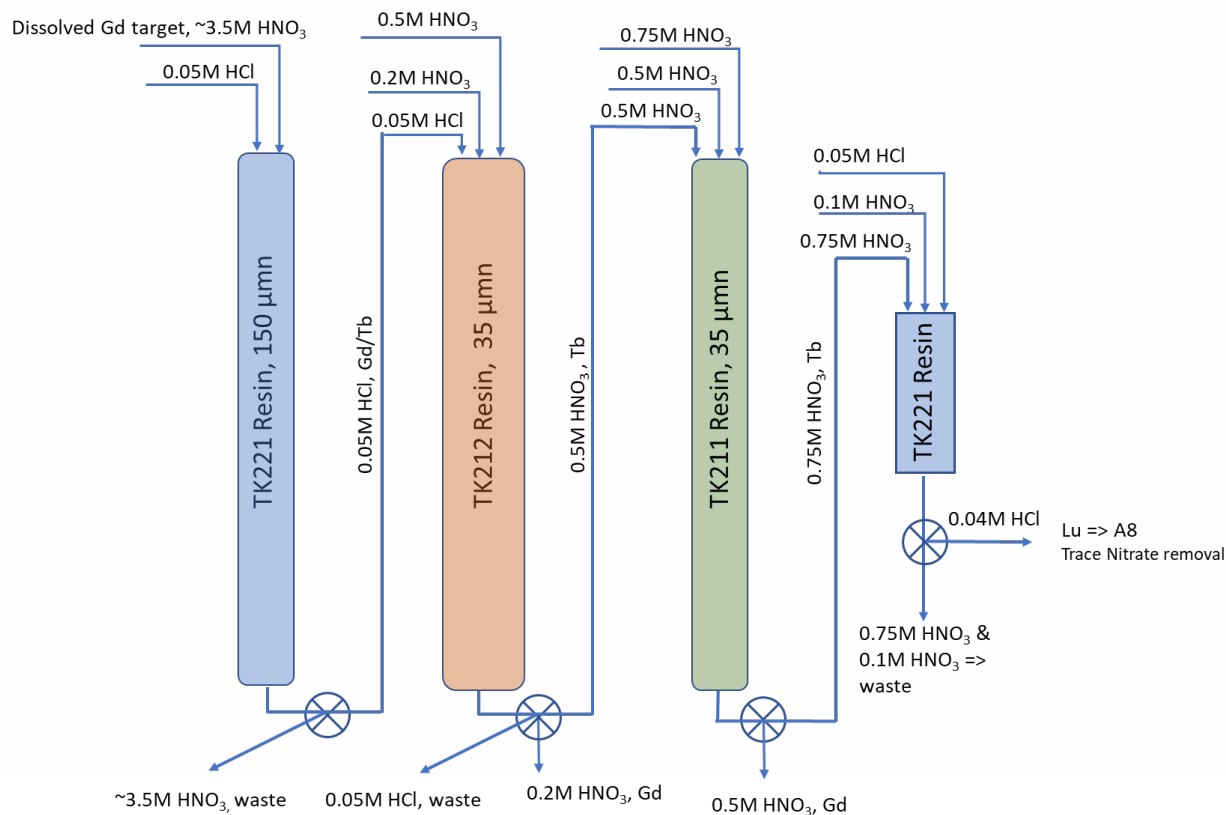 Dissolved Gd target, ~3.5M HNO₃
0.05M HCl
TK221 Resin, 150 µmn
~3.5M HNO₃, waste
0.05M HCl, Gd/Tb
0.5M HNO₃
0.2M HNO₃
0.05M HCl
TK212 Resin, 35 µmn
0.05M HCl, waste
0.2M HNO₃, Gd
0.5M HNO₃, Tb
0.75M HNO₃
0.5M HNO₃
0.5M HNO₃
TK211 Resin, 35 µmn
0.5M HNO₃, Gd
0.75M HNO₃, Tb
0.05M HCl
0.1M HNO₃
0.75M HNO₃
TK221 Resin
0.04M HCl
Lu => A8
Trace Nitrate removal
0.75M HNO₃ &
0.1M HNO₃ =>
waste